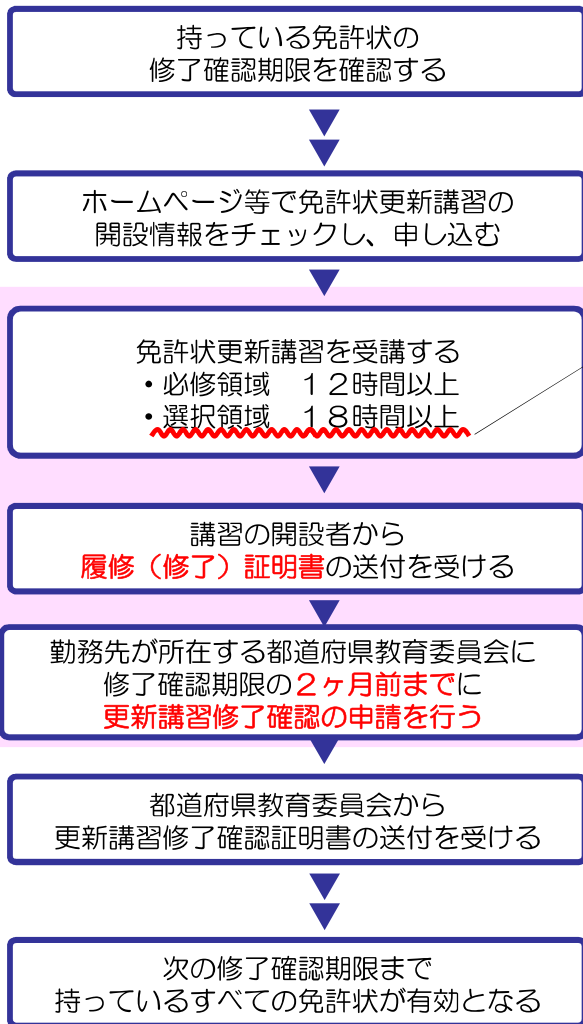 持っている免許状の
修了確認期限を確認する
ホームページ等で免許状更新講習の
開設情報をチェックし、申し込む
免許状更新講習を受講する
・必修領域　１２時間以上
・選択領域　１８時間以上
講習の開設者から
履修（修了）証明書の送付を受ける
勤務先が所在する都道府県教育委員会に
修了確認期限の２ヶ月前までに
更新講習修了確認の申請を行う
都道府県教育委員会から
更新講習修了確認証明書の送付を受ける
次の修了確認期限まで
持っているすべての免許状が有効となる